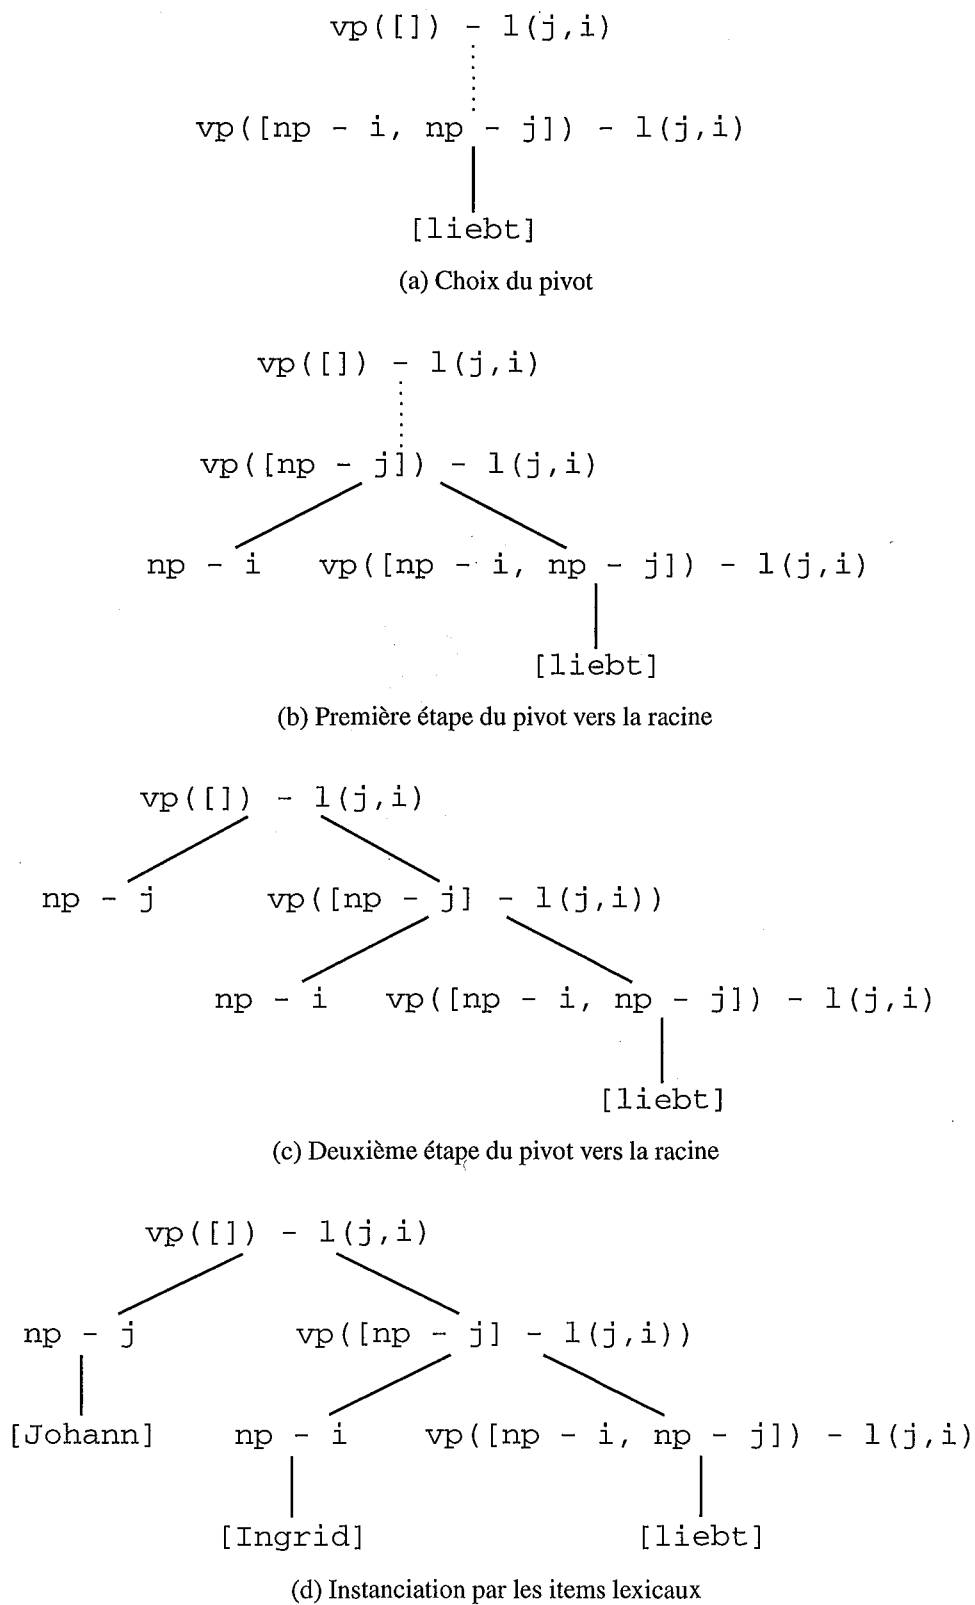 vp([]) - l(j,i)
vp([np - i, np - j]) - l(j,i)
[liebt]
(a) Choix du pivot
vp([]) - l(j,i)
vp([np - j]) - l(j,i)
np - i vp([np - i, np - j]) - l(j,i)
[liebt]
(b) Première étape du pivot vers la racine
vp([]) - l(j,i)
np - j vp([np - j] - l(j,i))
np - i vp([np - i, np - j]) - l(j,i)
[liebt]
(c) Deuxième étape du pivot vers la racine
vp([]) - l(j,i)
np - j vp([np - j] - l(j,i))
[Johann] np - i vp([np - i, np - j]) - l(j,i)
[Ingrid] [liebt]
(d) Instanciation par les items lexicaux